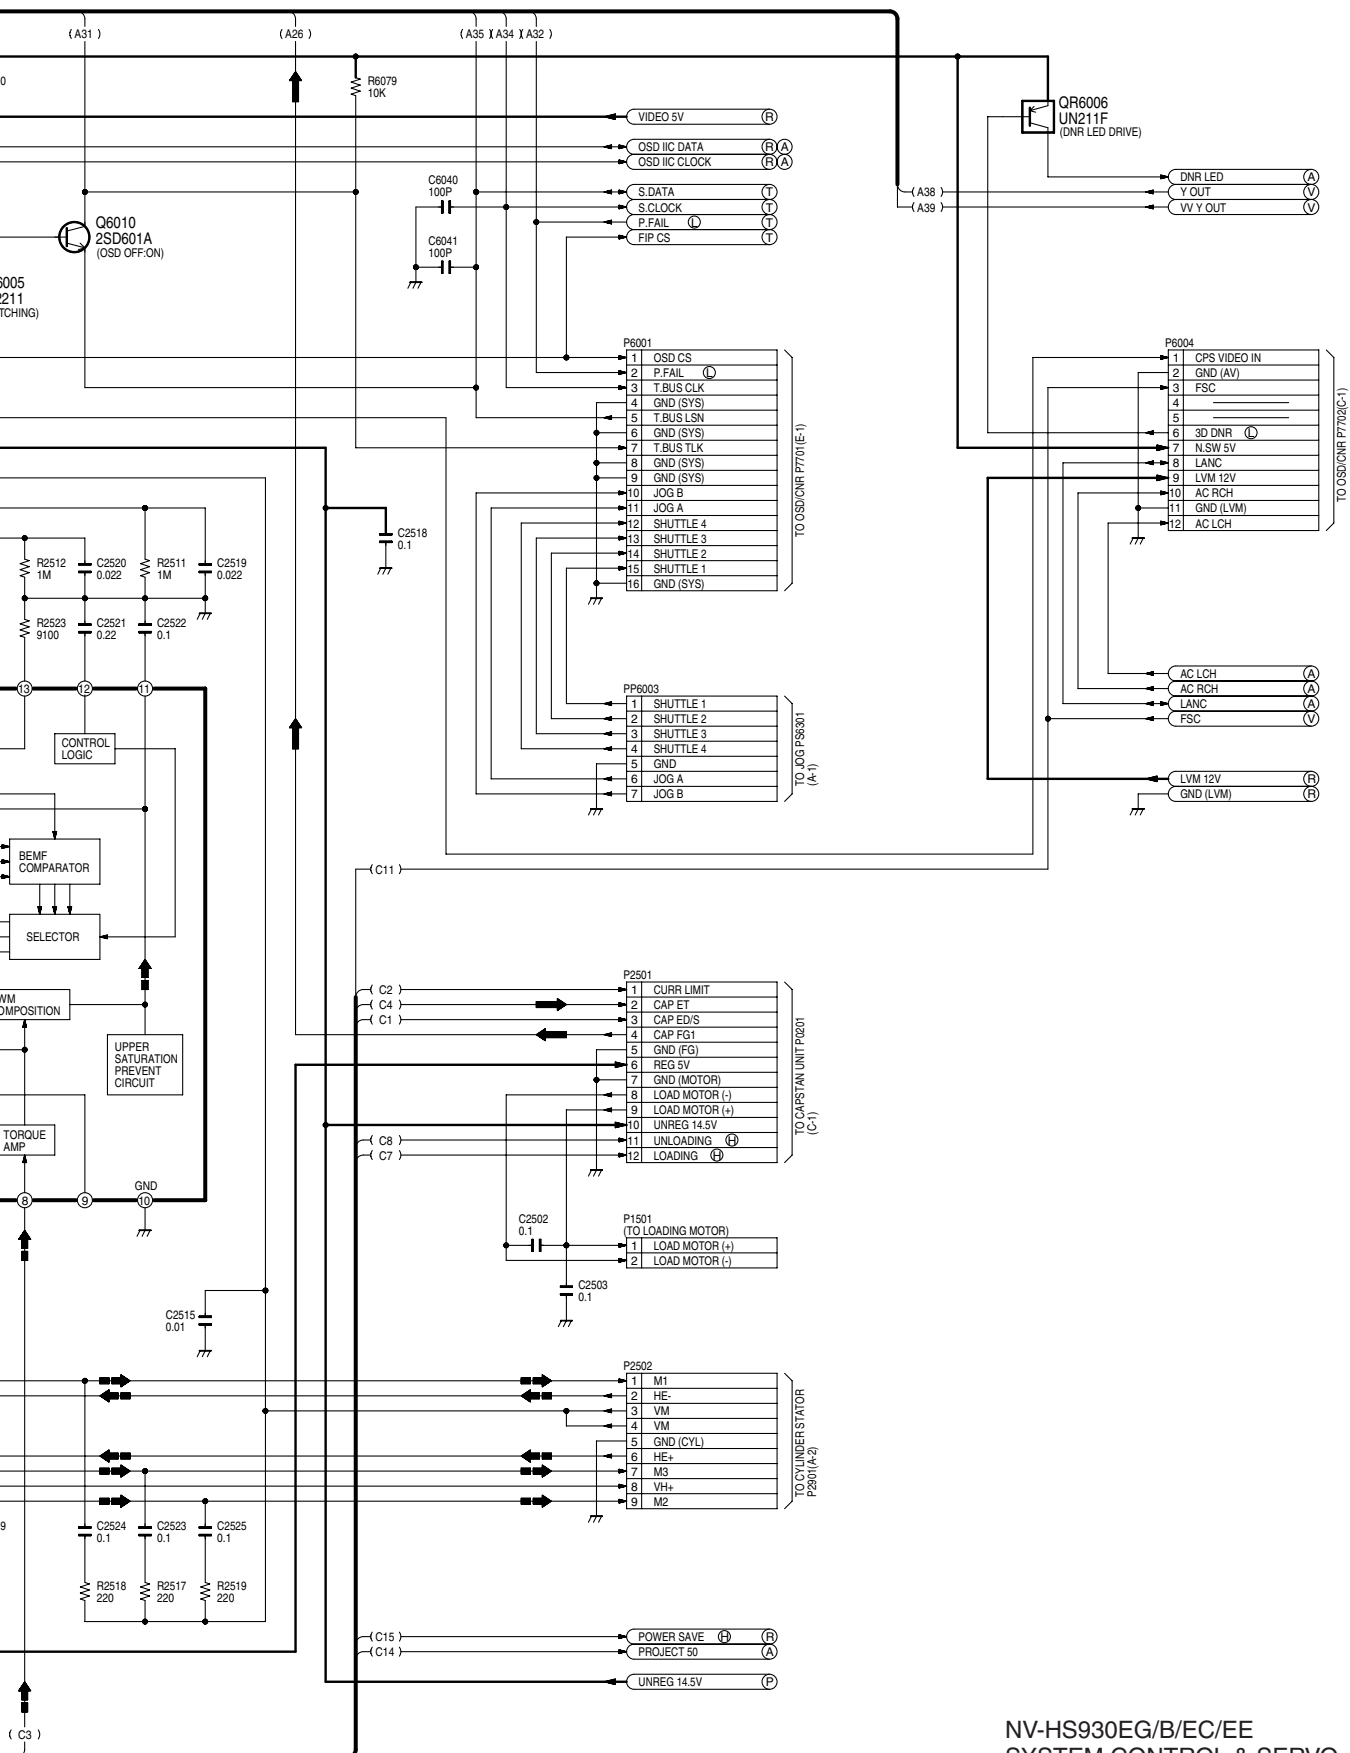 ( A31 )
( A26 )
( A35 )( A34 )( A32 )
R6079
10K
VIDEO 5V R
OSD IIC DATA R A
OSD IIC CLOCK R A
C6040
100P
S.DATA T
S.CLOCK T
P.FAIL L T
FIP CS T
C6041
100P
QR6006
UN211F
(DNR LED DRIVE)
DNR LED A
Y OUT V
VV Y OUT V
( A38 )
( A39 )
Q6010
2SD601A
(OSD OFF:ON)
6005
2211
TCHING)
P6001
1 OSD CS
2 P.FAIL L
3 T.BUS CLK
4 GND (SYS)
5 T.BUS LSN
6 GND (SYS)
7 T.BUS TLK
8 GND (SYS)
9 GND (SYS)
10 JOG B
11 JOG A
12 SHUTTLE 4
13 SHUTTLE 3
14 SHUTTLE 2
15 SHUTTLE 1
16 GND (SYS)
TO OSD/CNR P7701(E-1)
P6004
1 CPS VIDEO IN
2 GND (AV)
3 FSC
4
5
6 3D DNR L
7 N.SW 5V
8 LANC
9 LVM 12V
10 AC RCH
11 GND (LVM)
12 AC LCH
TO OSD/CNR P7702(C-1)
C2518
0.1
R2512
1M
C2520
0.022
R2511
1M
C2519
0.022
R2523
9100
C2521
0.22
C2522
0.1
13
12
11
CONTROL
LOGIC
BEMF
COMPARATOR
SELECTOR
WM
OMPOSITION
UPPER
SATURATION
PREVENT
CIRCUIT
TORQUE
AMP
GND
8
9
10
PP6003
1 SHUTTLE 1
2 SHUTTLE 2
3 SHUTTLE 3
4 SHUTTLE 4
5 GND
6 JOG A
7 JOG B
TO JOG PS6301
(A-1)
AC LCH A
AC RCH A
LANC A
FSC V
LVM 12V R
GND (LVM) R
( C11 )
( C2 )
( C4 )
( C1 )
P2501
1 CURR LIMIT
2 CAP ET
3 CAP ED/S
4 CAP FG1
5 GND (FG)
6 REG 5V
7 GND (MOTOR)
8 LOAD MOTOR (-)
9 LOAD MOTOR (+)
10 UNREG 14.5V
11 UNLOADING H
12 LOADING H
TO CAPSTAN UNIT P0201
(C-1)
( C8 )
( C7 )
C2502
0.1
P1501
(TO LOADING MOTOR)
1 LOAD MOTOR (+)
2 LOAD MOTOR (-)
C2503
0.1
C2515
0.01
P2502
1 M1
2 HE-
3 VM
4 VM
5 GND (CYL)
6 HE+
7 M3
8 VH+
9 M2
TO CYLINDER STATOR
P2901(A-2)
C2524
0.1
C2523
0.1
C2525
0.1
R2518
220
R2517
220
R2519
220
( C15 )
( C14 )
POWER SAVE H R
PROJECT 50 A
UNREG 14.5V P
( C3 )
NV-HS930EG/B/EC/EE
SYSTEM CONTROL & SERVO